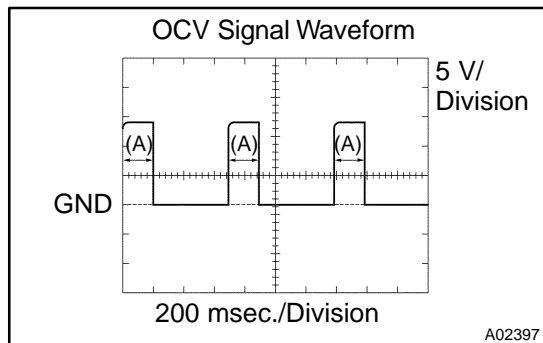 OCV Signal Waveform
5 V/
Division
(A)
(A)
(A)
GND
200 msec./Division
A02397